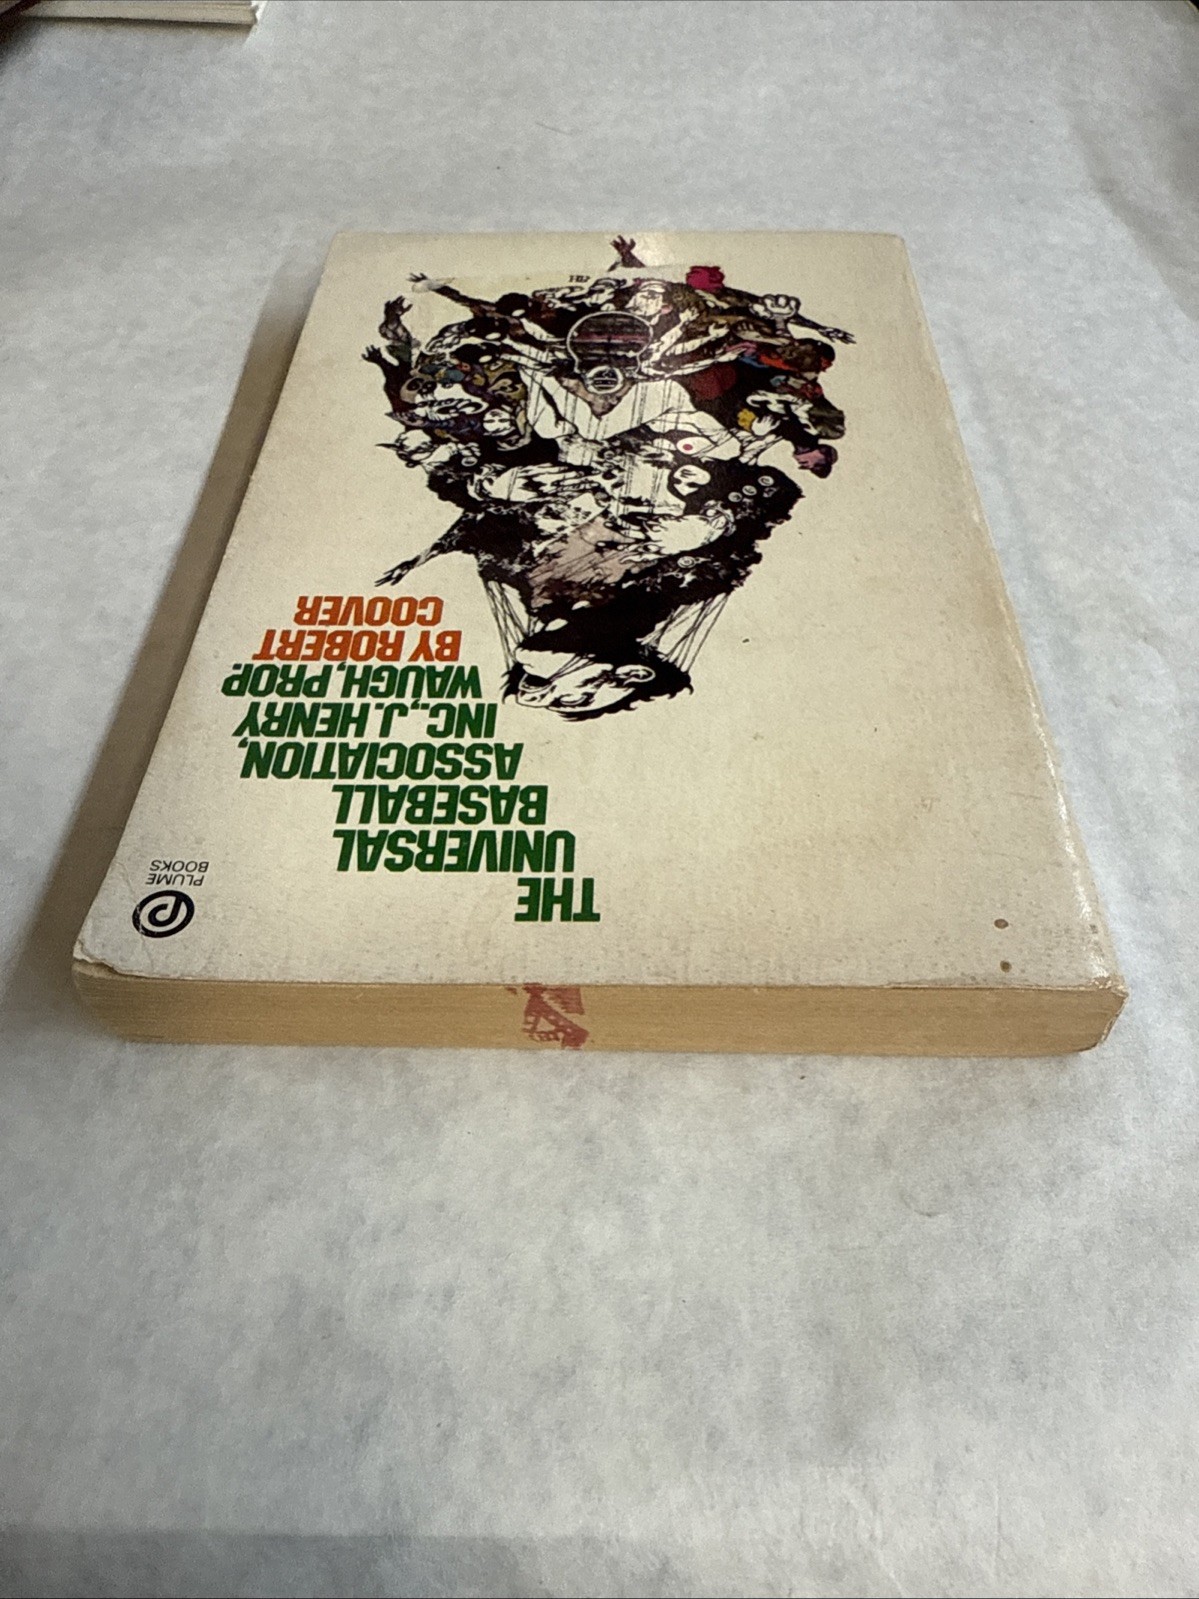 THE
UNIVERSAL
BASEBALL
ASSOCIATION,
INC., J. HENRY
WAUGH, PROP.
BY ROBERT
COOVER
PLUME
BOOKS